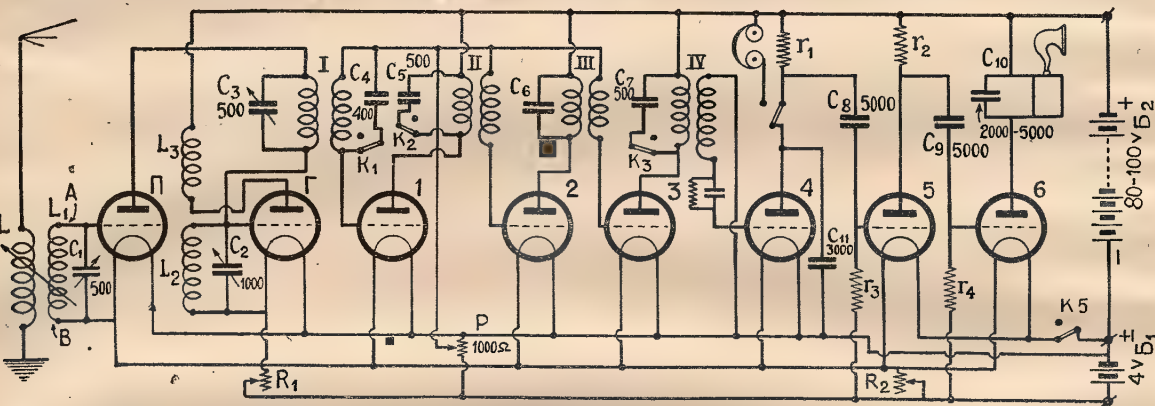 L
A
L₁
C₁
500
B
П
L₃
L₂
C₂
1000
Г
R₁
C₃
500
I
C₄
400
K₁
1
C₅
500
K₂
II
P
1000Ω
C₆
III
2
C₇
500
K₃
IV
3
r₁
4
C₁₁
3000
C₈
5000
r₃
r₂
5
R₂
C₉
5000
r₄
C₁₀
2000-5000
6
K5
+
80-100V Б₂
−
±
4V Б₁